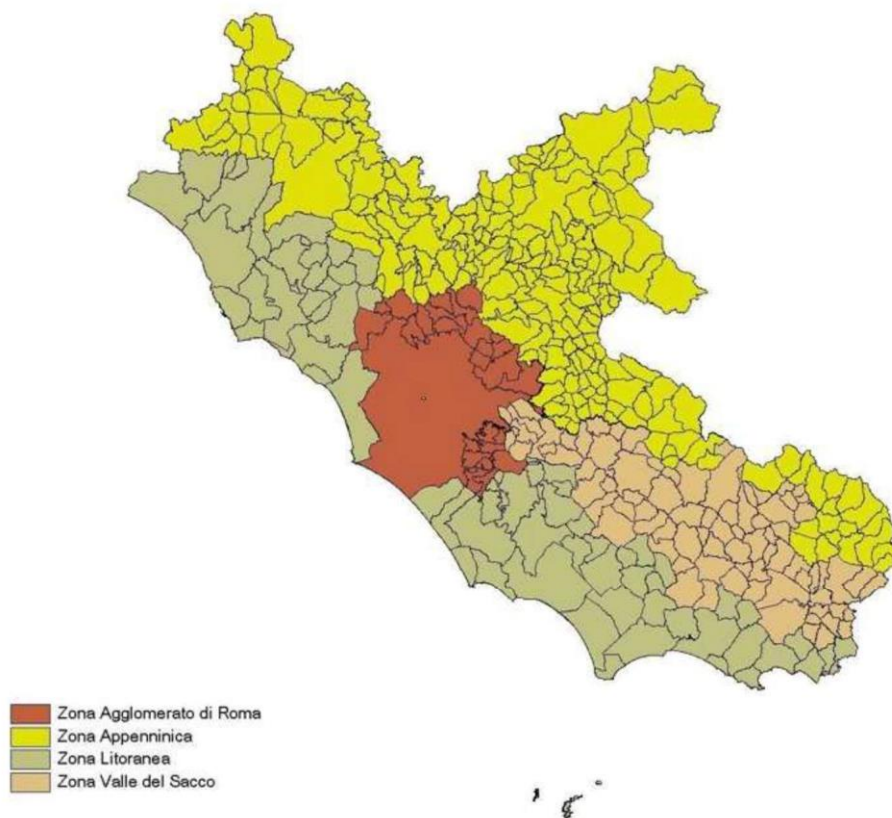 Zona Agglomerato di Roma
Zona Appenninica
Zona Litoranea
Zona Valle del Sacco